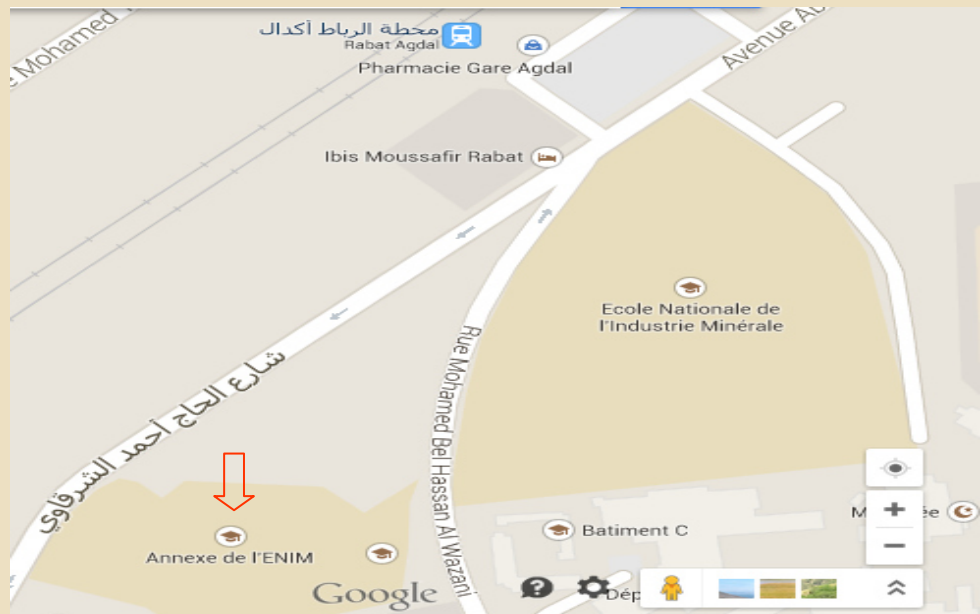 Mohamed
محطة الرباط أكدال
Rabat Agdal
Pharmacie Gare Agdal
Avenue
Ibis Moussafir Rabat
Ecole Nationale de
l'Industrie Minérale
Rue Mohamed Bel Hassan Al Wazani
شارع الحاج أحمد الشرقاوي
Annexe de l'ENIM
Batiment C
Google